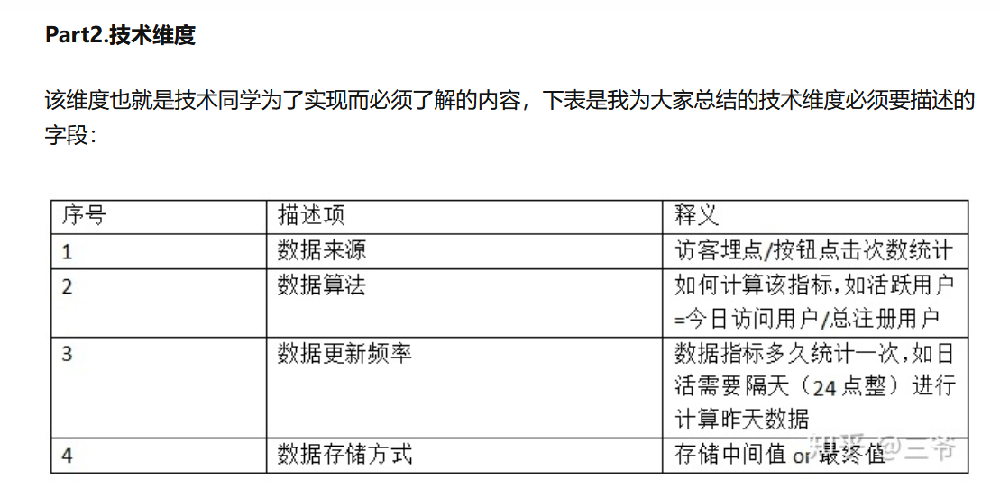 Part2.技术维度
该维度也就是技术同学为了实现而必须了解的内容，下表是我为大家总结的技术维度必须要描述的
字段：
序号 描述项 释义
1 数据来源 访客埋点/按钮点击次数统计
2 数据算法 如何计算该指标，如活跃用户
=今日访问用户/总注册用户
3 数据更新频率 数据指标多久统计一次，如日
活需要隔天（24点整）进行
计算昨天数据
4 数据存储方式 存储中间值 or 最终值
知乎 @三爷